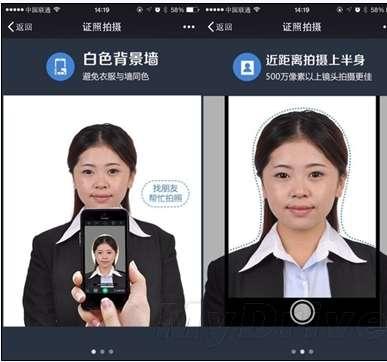 中国联通 14:19 58%
返回 证照拍摄
白色背景墙
避免衣服与墙同色
找朋友
帮忙拍照
中国联通 14:19 58%
返回 证照拍摄
近距离拍摄上半身
500万像素以上镜头拍摄更佳
MyDrive